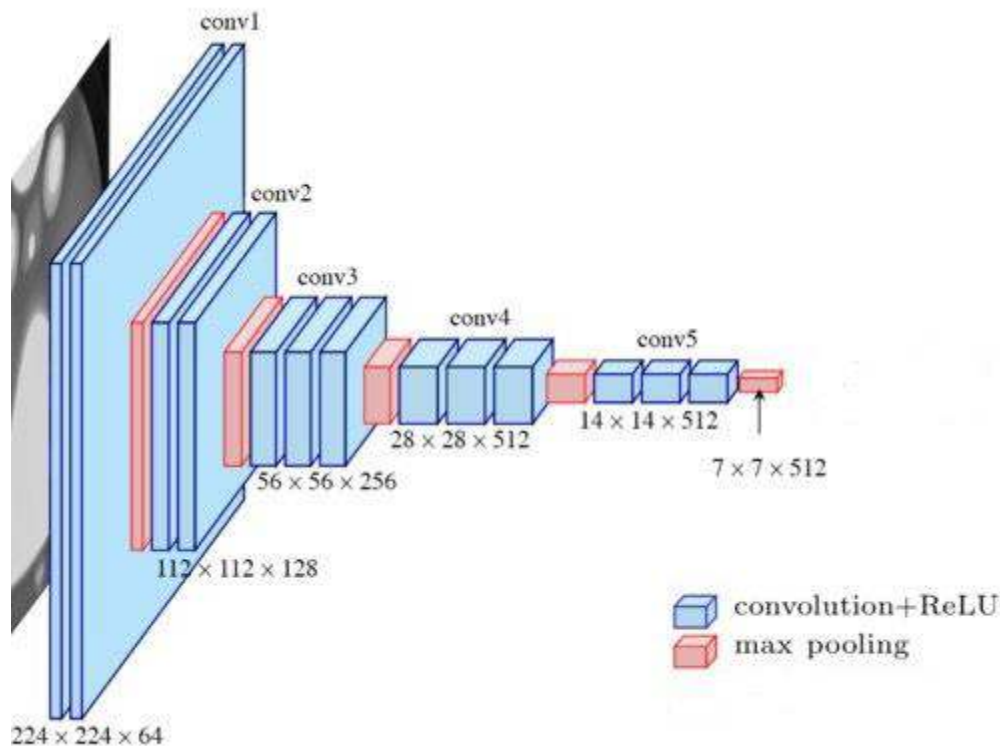 conv1
conv2
conv3
conv4
conv5
224 × 224 × 64
112 × 112 × 128
56 × 56 × 256
28 × 28 × 512
14 × 14 × 512
7 × 7 × 512
convolution+ReLU
max pooling